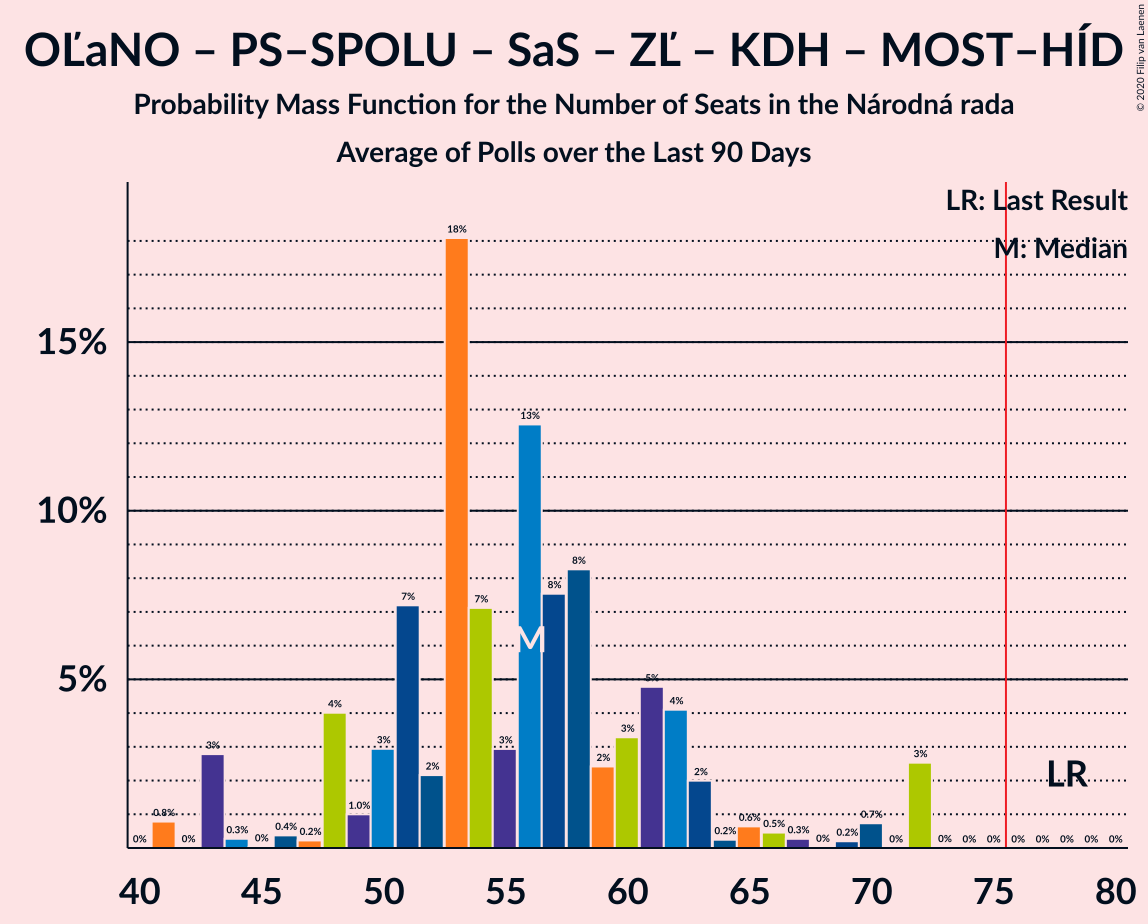 OĽaNO – PS–SPOLU – SaS – ZĽ – KDH – MOST–HÍD
Probability Mass Function for the Number of Seats in the Národná rada
Average of Polls over the Last 90 Days
© 2020 Filip van Laenen
LR: Last Result
M: Median
15%
10%
5%
0% 0.8% 0% 3% 0.3% 0% 0.4% 0.2% 4% 1.0% 3% 7% 2% 18% 7% 3% 13% 8% 8% 2% 3% 5% 4% 2% 0.2% 0.6% 0.5% 0.3% 0% 0.2% 0.7% 0% 3% 0% 0% 0% 0% 0% 0% 0% 0%
M
LR
40 45 50 55 60 65 70 75 80